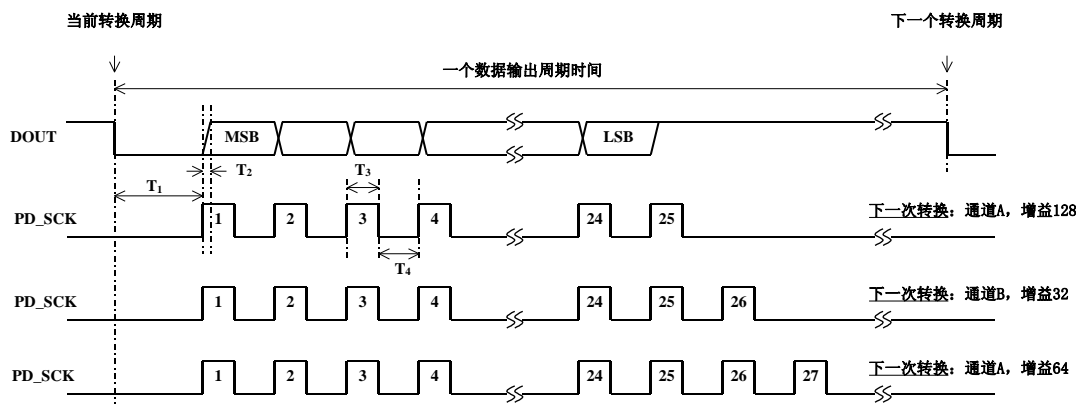 当前转换周期
下一个转换周期
一个数据输出周期时间
DOUT
MSB
LSB
T₁
T₂
T₃
PD_SCK
1
2
3
4
24
25
下一次转换：通道A，增益128
T₄
PD_SCK
1
2
3
4
24
25
26
下一次转换：通道B，增益32
PD_SCK
1
2
3
4
24
25
26
27
下一次转换：通道A，增益64